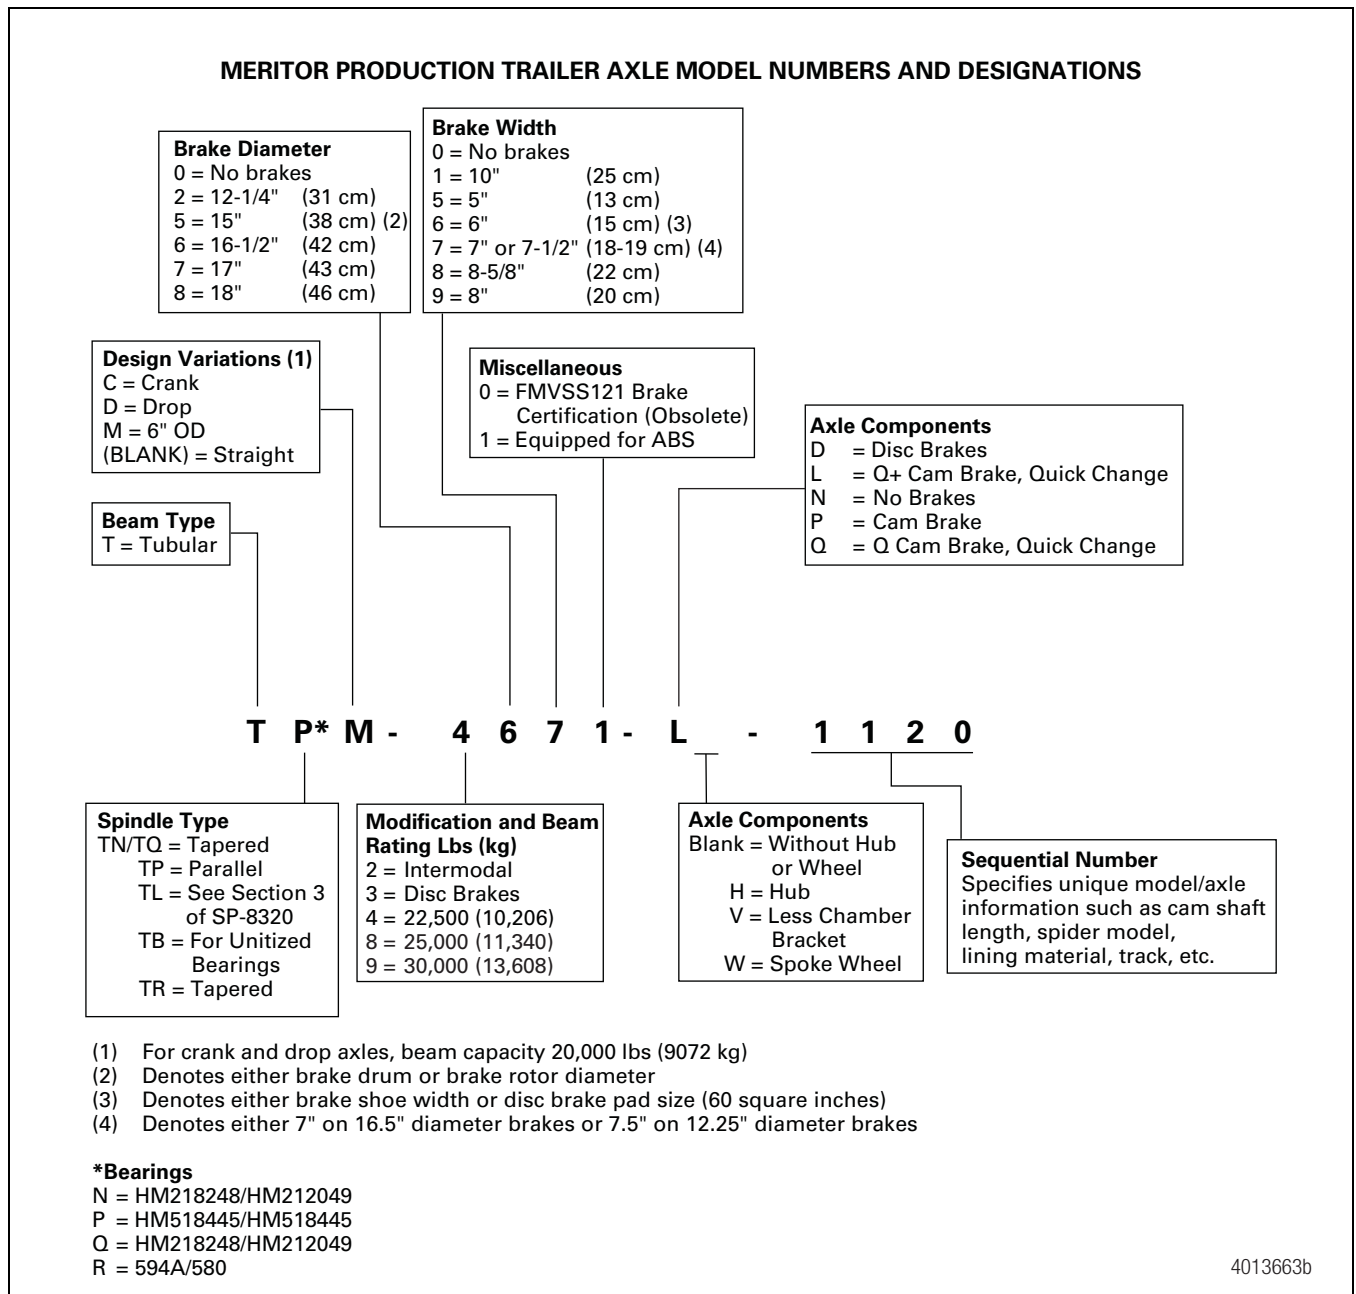 MERITOR PRODUCTION TRAILER AXLE MODEL NUMBERS AND DESIGNATIONS
Brake Diameter
0 = No brakes
2 = 12-1/4" (31 cm)
5 = 15" (38 cm) (2)
6 = 16-1/2" (42 cm)
7 = 17" (43 cm)
8 = 18" (46 cm)
Brake Width
0 = No brakes
1 = 10" (25 cm)
5 = 5" (13 cm)
6 = 6" (15 cm) (3)
7 = 7" or 7-1/2" (18-19 cm) (4)
8 = 8-5/8" (22 cm)
9 = 8" (20 cm)
Design Variations (1)
C = Crank
D = Drop
M = 6" OD
(BLANK) = Straight
Miscellaneous
0 = FMVSS121 Brake
Certification (Obsolete)
1 = Equipped for ABS
Axle Components
D = Disc Brakes
L = Q+ Cam Brake, Quick Change
N = No Brakes
P = Cam Brake
Q = Q Cam Brake, Quick Change
Beam Type
T = Tubular
T P* M - 4 6 7 1 - L _ - 1 1 2 0
Spindle Type
TN/TQ = Tapered
TP = Parallel
TL = See Section 3
of SP-8320
TB = For Unitized
Bearings
TR = Tapered
Modification and Beam
Rating Lbs (kg)
2 = Intermodal
3 = Disc Brakes
4 = 22,500 (10,206)
8 = 25,000 (11,340)
9 = 30,000 (13,608)
Axle Components
Blank = Without Hub
or Wheel
H = Hub
V = Less Chamber
Bracket
W = Spoke Wheel
Sequential Number
Specifies unique model/axle
information such as cam shaft
length, spider model,
lining material, track, etc.
(1) For crank and drop axles, beam capacity 20,000 lbs (9072 kg)
(2) Denotes either brake drum or brake rotor diameter
(3) Denotes either brake shoe width or disc brake pad size (60 square inches)
(4) Denotes either 7" on 16.5" diameter brakes or 7.5" on 12.25" diameter brakes
*Bearings
N = HM218248/HM212049
P = HM518445/HM518445
Q = HM218248/HM212049
R = 594A/580
4013663b